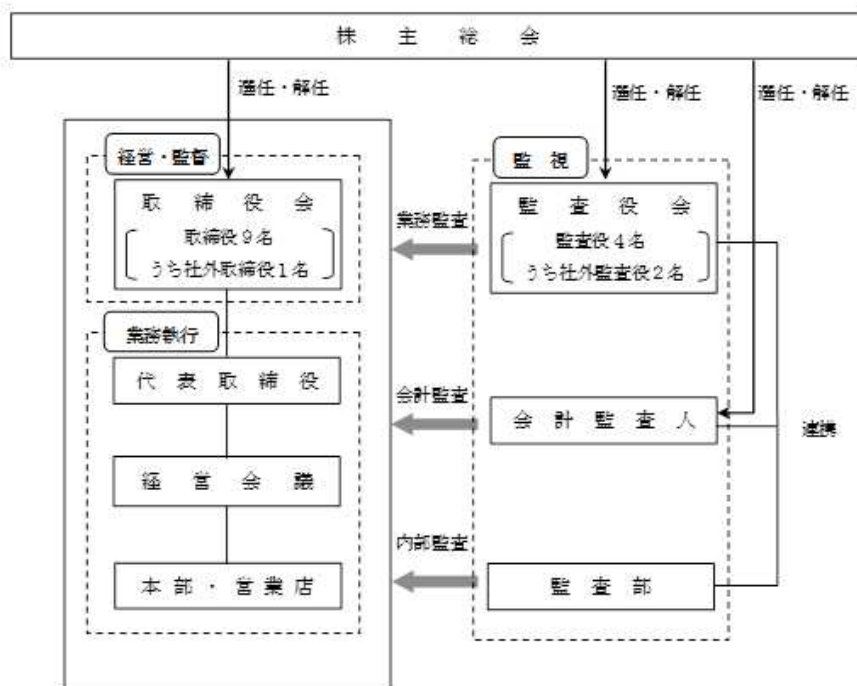 株主総会
選任・解任
選任・解任
選任・解任
経営・監督
取締役会
取締役9名
うち社外取締役1名
業務監査
監視
監査役会
監査役4名
うち社外監査役2名
業務執行
代表取締役
会計監査
会計監査人
連携
経営会議
内部監査
本部・営業店
監査部